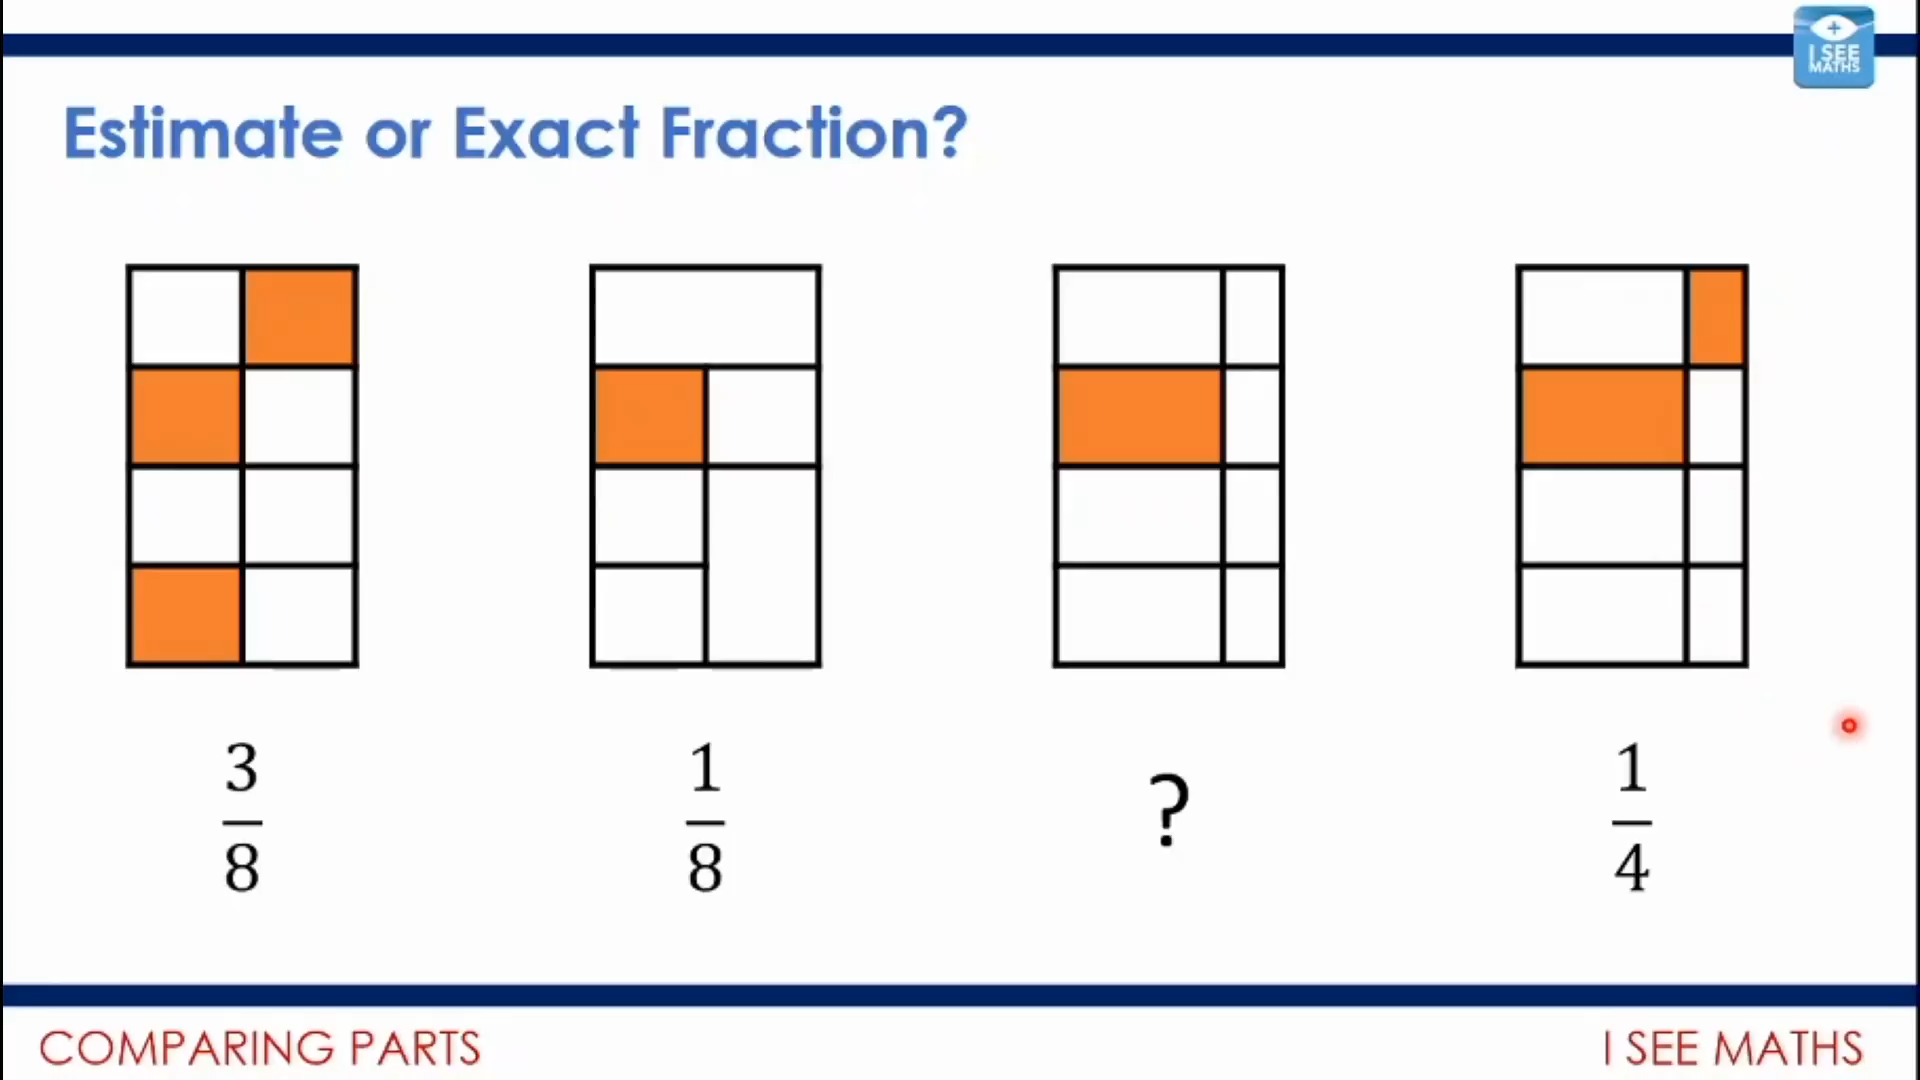 I SEE
MATHS
Estimate or Exact Fraction?
3/8 1/8 ? 1/4
COMPARING PARTS I SEE MATHS